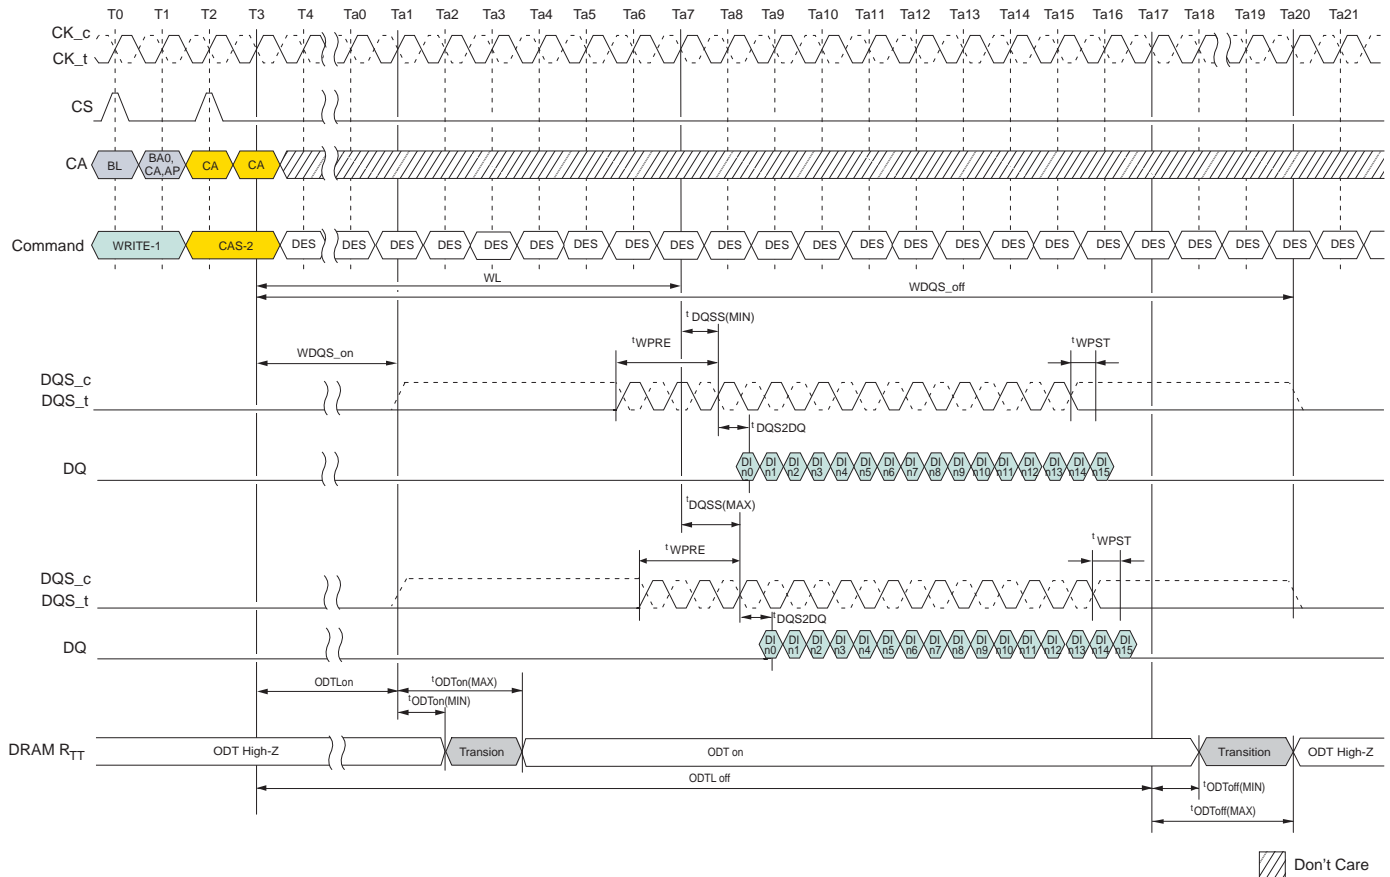 T0 T1 T2 T3 T4 Ta0 Ta1 Ta2 Ta3 Ta4 Ta5 Ta6 Ta7 Ta8 Ta9 Ta10 Ta11 Ta12 Ta13 Ta14 Ta15 Ta16 Ta17 Ta18 Ta19 Ta20 Ta21
CK_c
CK_t
CS
CA BL BA0, CA,AP CA CA
Command WRITE-1 CAS-2 DES DES DES DES DES DES DES DES DES DES DES DES DES DES DES DES DES DES DES DES DES DES DES
WL
WDQS_off
tDQSS(MIN)
WDQS_on tWPRE tWPST
DQS_c
DQS_t
tDQS2DQ
DQ DI n0 DI n1 DI n2 DI n3 DI n4 DI n5 DI n6 DI n7 DI n8 DI n9 DI n10 DI n11 DI n12 DI n13 DI n14 DI n15
tDQSS(MAX)
tWPRE tWPST
DQS_c
DQS_t
tDQS2DQ
DQ DI n0 DI n1 DI n2 DI n3 DI n4 DI n5 DI n6 DI n7 DI n8 DI n9 DI n10 DI n11 DI n12 DI n13 DI n14 DI n15
ODTLon tODTon(MAX)
tODTon(MIN)
DRAM RTT ODT High-Z Transion ODT on Transition ODT High-Z
ODTL off tODToff(MIN)
tODToff(MAX)
Don't Care